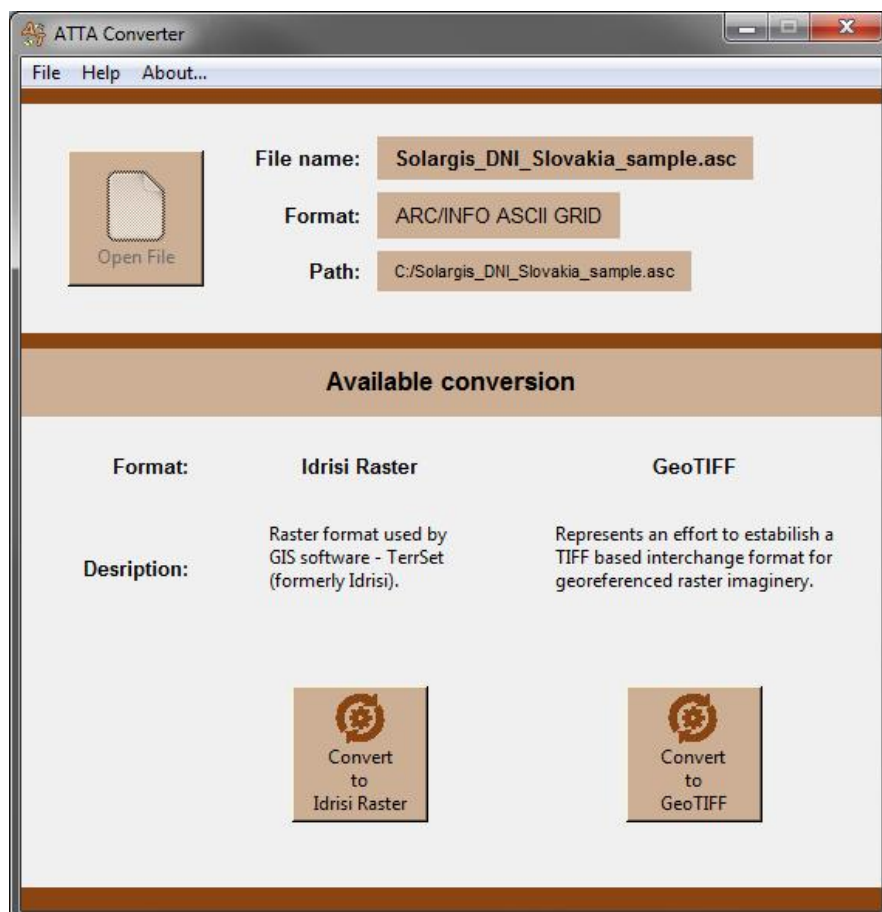 ATTA Converter
File Help About...
Open File
File name: Solargis_DNI_Slovakia_sample.asc
Format: ARC/INFO ASCII GRID
Path: C:/Solargis_DNI_Slovakia_sample.asc
Available conversion
Format: Idrisi Raster GeoTIFF
Desription:
Raster format used by
GIS software - TerrSet
(formerly Idrisi).
Represents an effort to estabilish a
TIFF based interchange format for
georeferenced raster imaginery.
Convert
to
Idrisi Raster
Convert
to
GeoTIFF